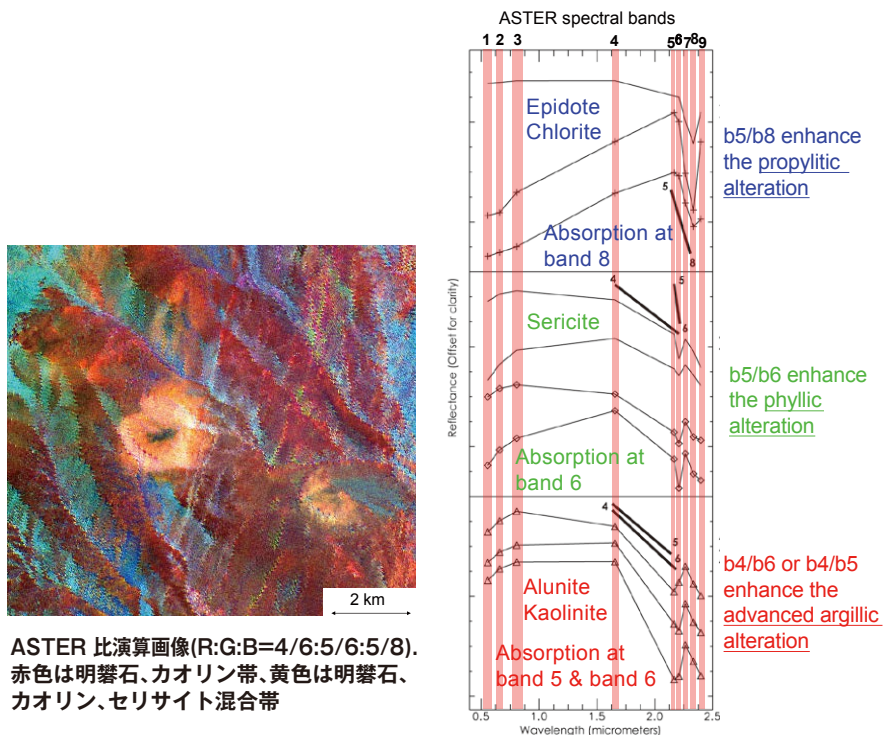 ASTER spectral bands
1 2 3 4 5 6 7 8 9
Epidote
Chlorite
b5/b8 enhance
the propylitic
alteration
5
Absorption at
band 8
8
4
5
6
Sericite
b5/b6 enhance
the phyllic
alteration
Absorption at
band 6
4
5
6
Alunite
Kaolinite
b4/b6 or b4/b5
enhance the
advanced argillic
alteration
Absorption at
band 5 & band 6
Reflectance (Offset for clarity)
0.5 1.0 1.5 2.0 2.5
Wavelength (micrometers)
2 km
ASTER 比演算画像(R:G:B=4/6:5/6:5/8).
赤色は明礬石、カオリン帯、黄色は明礬石、
カオリン、セリサイト混合帯